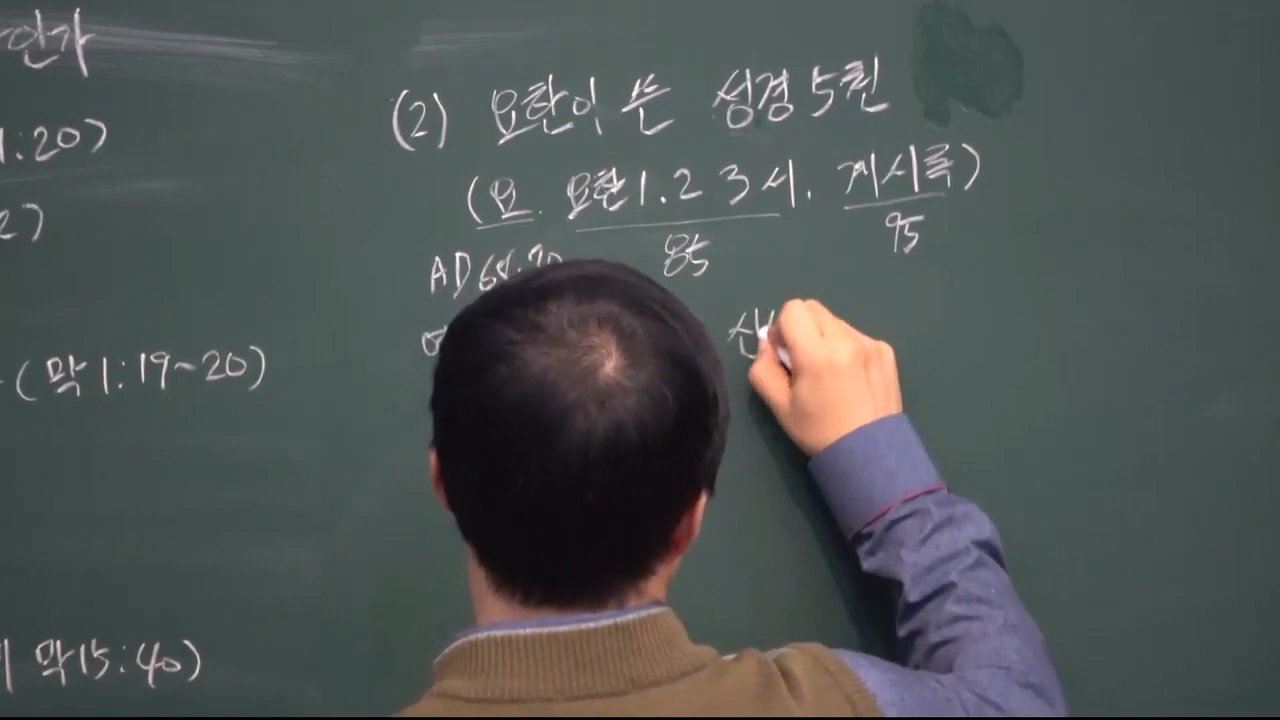 인가
1:20)
2)
(막1:19~20)
막15:40)
(2) 요한이 쓴 성경 5권
(요. 요한1.2 3서. 계시록)
AD 85 95